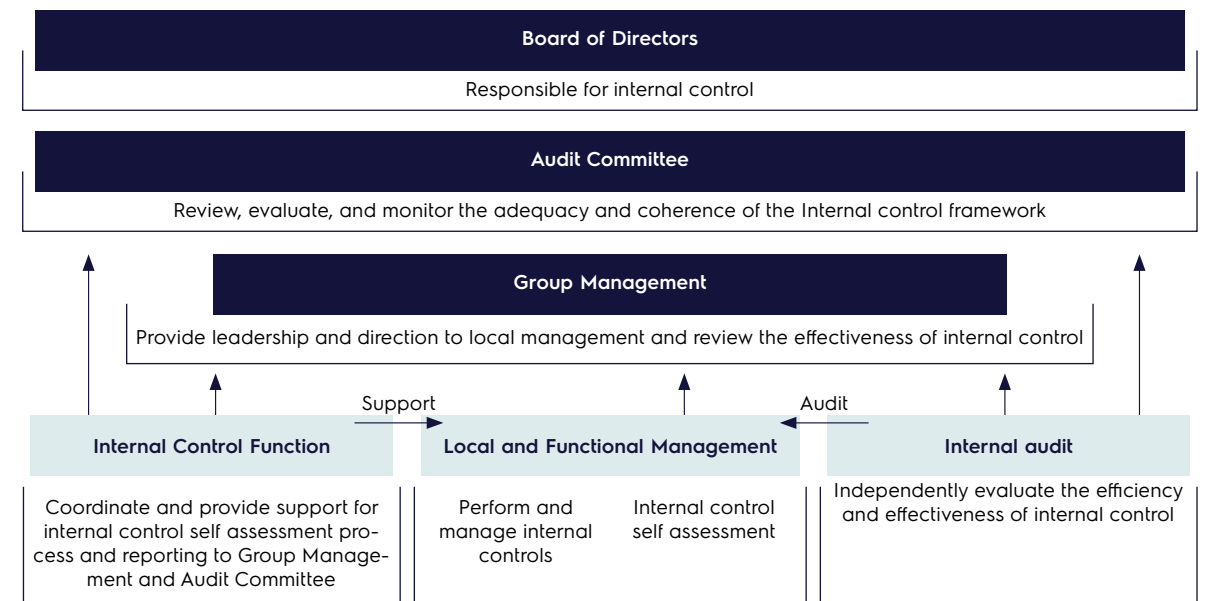 Board of Directors
Responsible for internal control
Audit Committee
Review, evaluate, and monitor the adequacy and coherence of the Internal control framework
Group Management
Provide leadership and direction to local management and review the effectiveness of internal control
Support
Audit
Internal Control Function
Coordinate and provide support for
internal control self assessment pro-
cess and reporting to Group Manage-
ment and Audit Committee
Local and Functional Management
Perform and
manage internal
controls
Internal control
self assessment
Internal audit
Independently evaluate the efficiency
and effectiveness of internal control